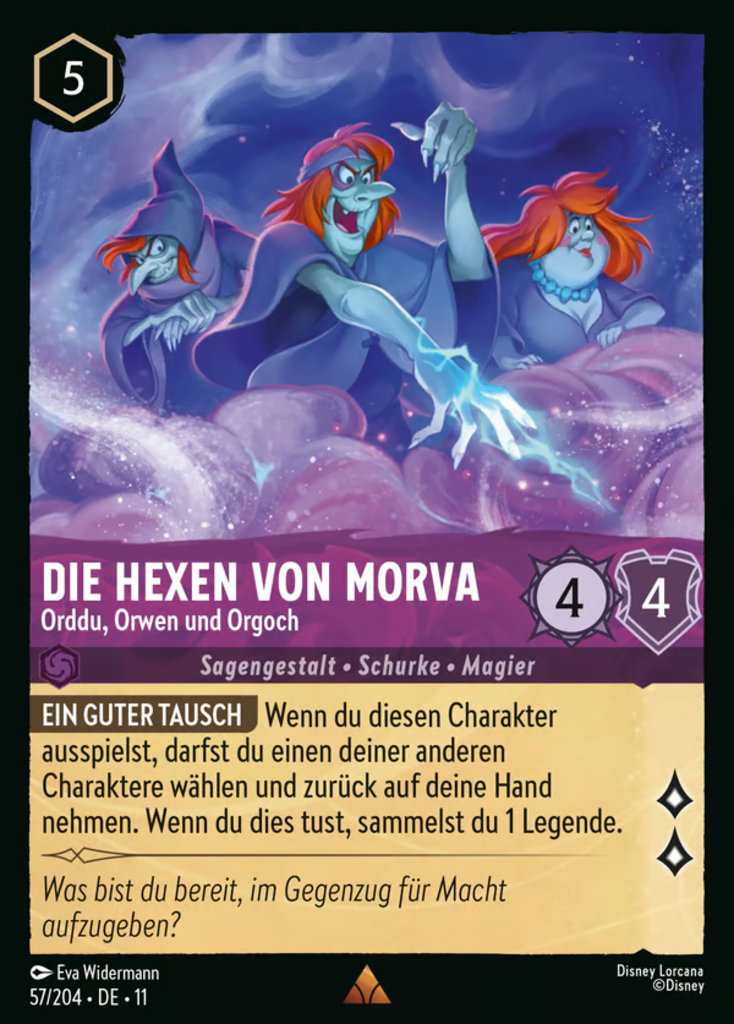 5
DIE HEXEN VON MORVA
Orddu, Orwen und Orgoch
4
4
Sagengestalt • Schurke • Magier
EIN GUTER TAUSCH Wenn du diesen Charakter
ausspielst, darfst du einen deiner anderen
Charaktere wählen und zurück auf deine Hand
nehmen. Wenn du dies tust, sammelst du 1 Legende.
Was bist du bereit, im Gegenzug für Macht
aufzugeben?
Eva Widermann
57/204 • DE • 11
Disney Lorcana
©Disney